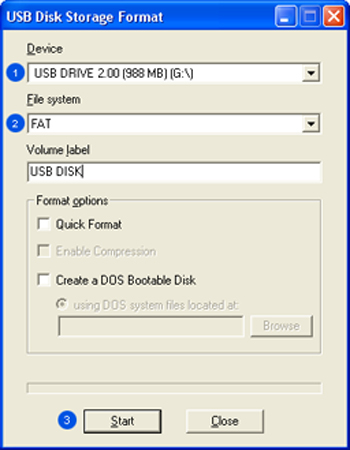 USB Disk Storage Format
Device
1 USB DRIVE 2.00 (988 MB) (G:\)
File system
2 FAT
Volume label
USB DISK
Format options
Quick Format
Enable Compression
Create a DOS Bootable Disk
using DOS system files located at:
Browse
3 Start Close